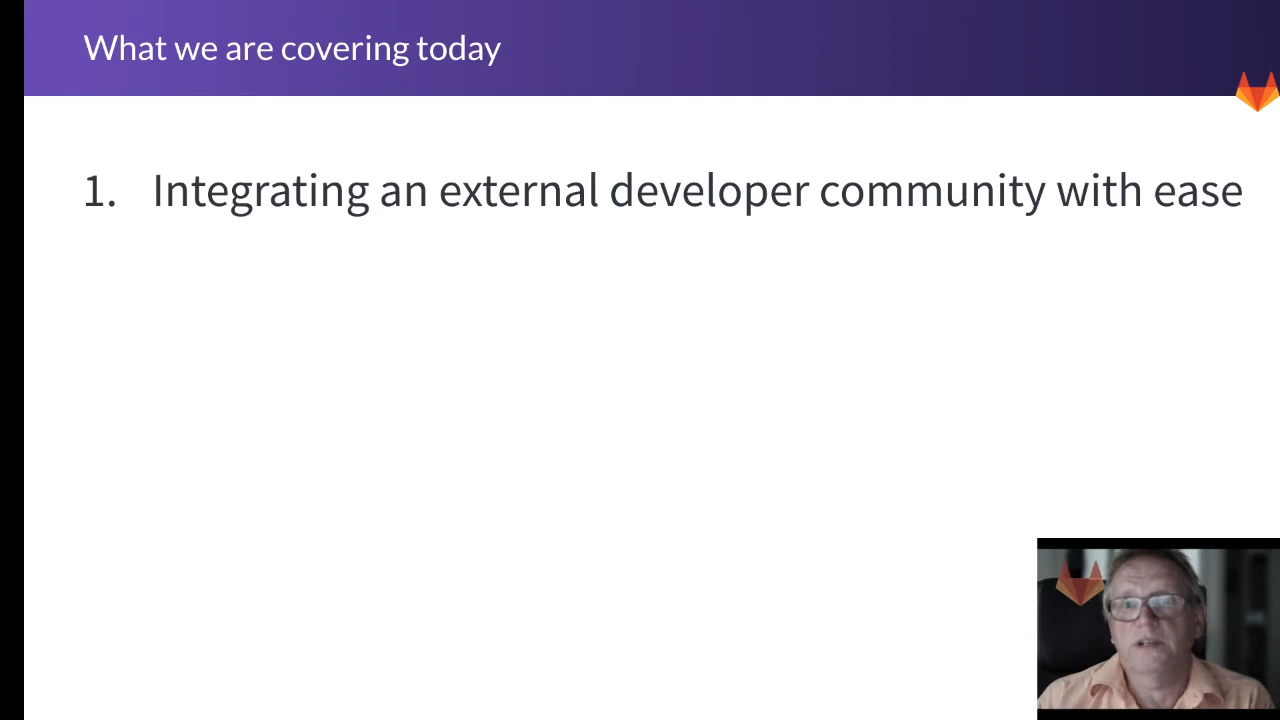 What we are covering today
1. Integrating an external developer community with ease